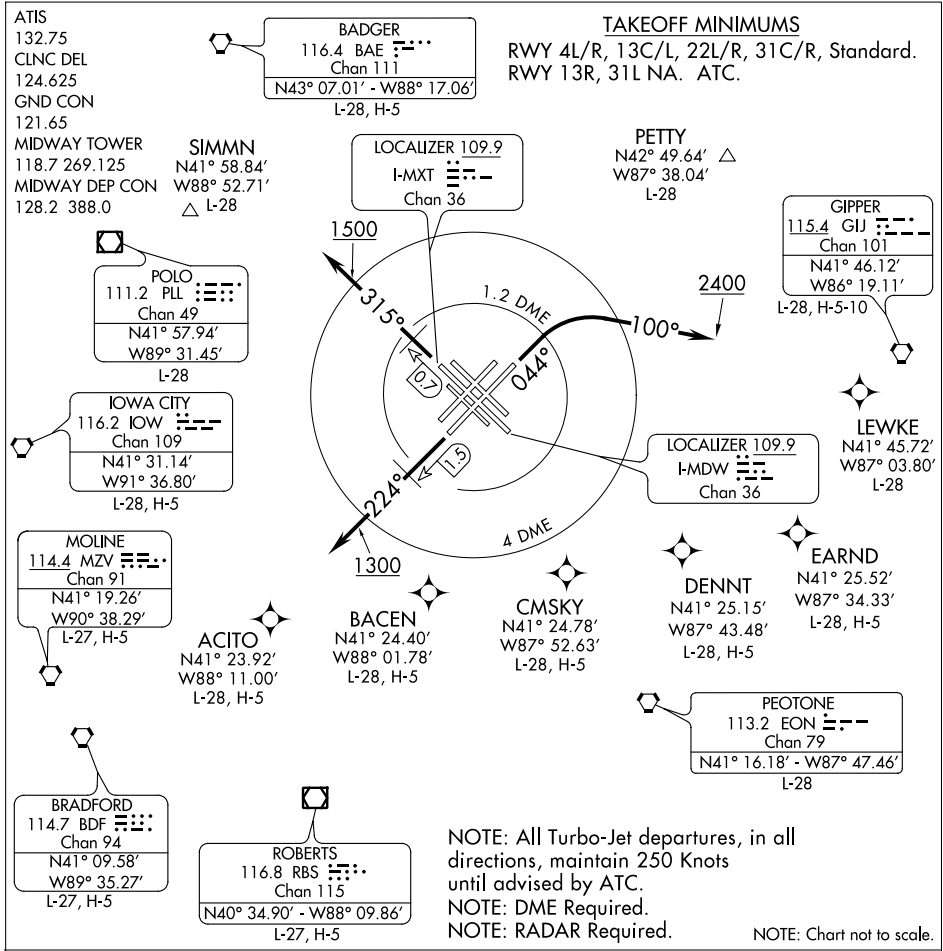 ATIS
132.75
CLNC DEL
124.625
GND CON
121.65
MIDWAY TOWER
118.7 269.125
MIDWAY DEP CON
128.2 388.0
BADGER
116.4 BAE
Chan 111
N43° 07.01′ - W88° 17.06′
L-28, H-5
TAKEOFF MINIMUMS
RWY 4L/R, 13C/L, 22L/R, 31C/R, Standard.
RWY 13R, 31L NA. ATC.
SIMMN
N41° 58.84′
W88° 52.71′
L-28
LOCALIZER 109.9
I-MXT
Chan 36
PETTY
N42° 49.64′
W87° 38.04′
L-28
GIPPER
115.4 GIJ
Chan 101
N41° 46.12′
W86° 19.11′
L-28, H-5-10
POLO
111.2 PLL
Chan 49
N41° 57.94′
W89° 31.45′
L-28
1500
315°
1.2 DME
2400
100°
044°
0.7
IOWA CITY
116.2 IOW
Chan 109
N41° 31.14′
W91° 36.80′
L-28, H-5
LEWKE
N41° 45.72′
W87° 03.80′
L-28
LOCALIZER 109.9
I-MDW
Chan 36
1.5
224°
4 DME
1300
MOLINE
114.4 MZV
Chan 91
N41° 19.26′
W90° 38.29′
L-27, H-5
ACITO
N41° 23.92′
W88° 11.00′
L-28, H-5
BACEN
N41° 24.40′
W88° 01.78′
L-28, H-5
CMSKY
N41° 24.78′
W87° 52.63′
L-28, H-5
DENNT
N41° 25.15′
W87° 43.48′
L-28, H-5
EARND
N41° 25.52′
W87° 34.33′
L-28, H-5
PEOTONE
113.2 EON
Chan 79
N41° 16.18′ - W87° 47.46′
L-28
BRADFORD
114.7 BDF
Chan 94
N41° 09.58′
W89° 35.27′
L-27, H-5
ROBERTS
116.8 RBS
Chan 115
N40° 34.90′ - W88° 09.86′
L-27, H-5
NOTE: All Turbo-Jet departures, in all
directions, maintain 250 Knots
until advised by ATC.
NOTE: DME Required.
NOTE: RADAR Required.
NOTE: Chart not to scale.